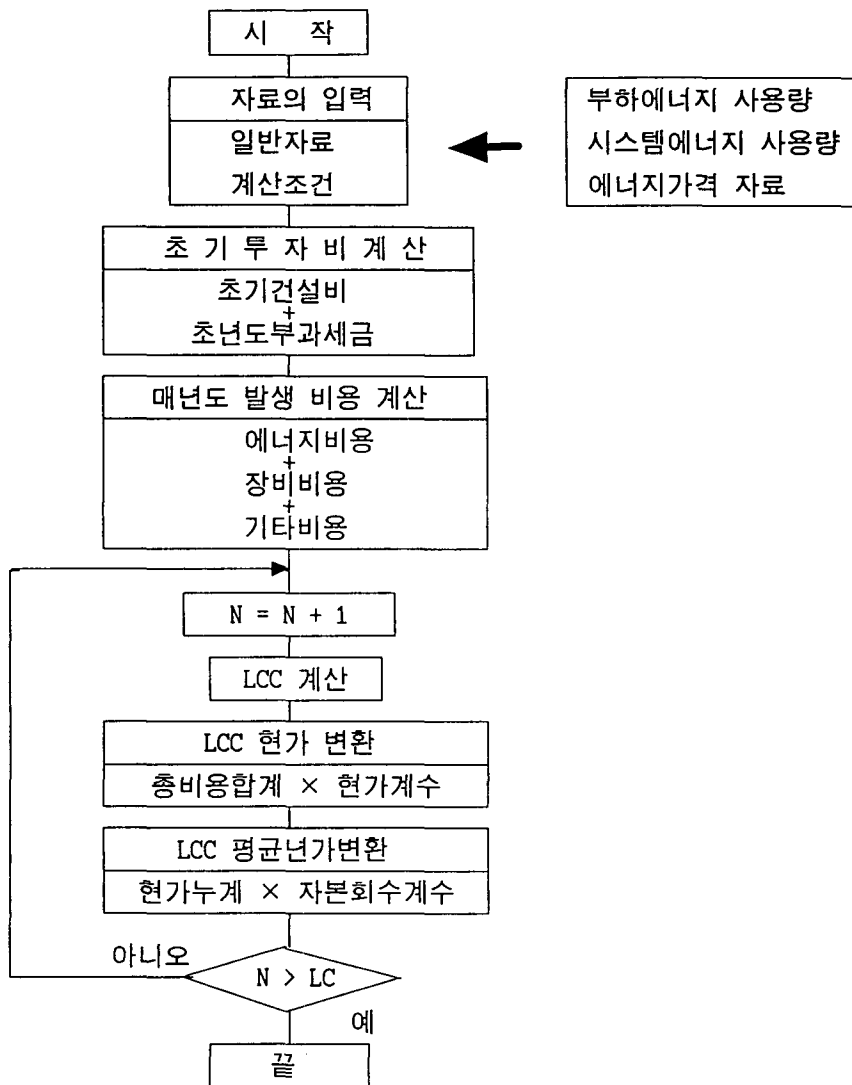 시 작
자료의 입력
일반자료
계산조건
부하에너지 사용량
시스템에너지 사용량
에너지가격 자료
초 기 투 자 비 계 산
초기건설비
+
초년도부과세금
매년도 발생 비용 계산
에너지비용
+
장비비용
+
기타비용
N = N + 1
LCC 계산
LCC 현가 변환
총비용합계 × 현가계수
LCC 평균년가변환
현가누계 × 자본회수계수
아니오
N > LC
예
끝